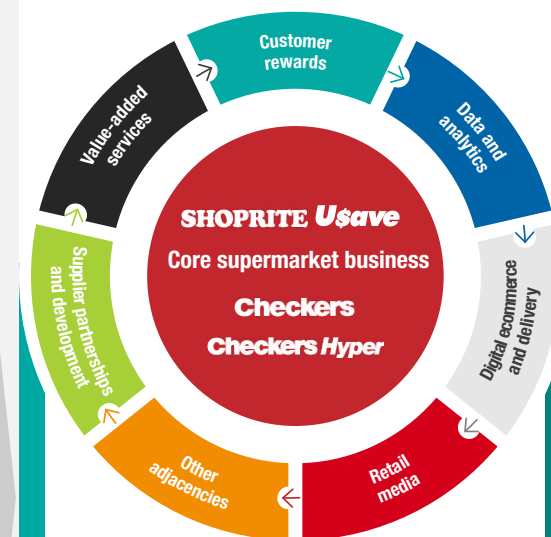 Customer
rewards
Data and
analytics
Digital ecommerce
and delivery
Retail
media
Other
adjacencies
Supplier partnerships
and development
Value-added
services
SHOPRITE U$ave
Core supermarket business
Checkers
Checkers Hyper